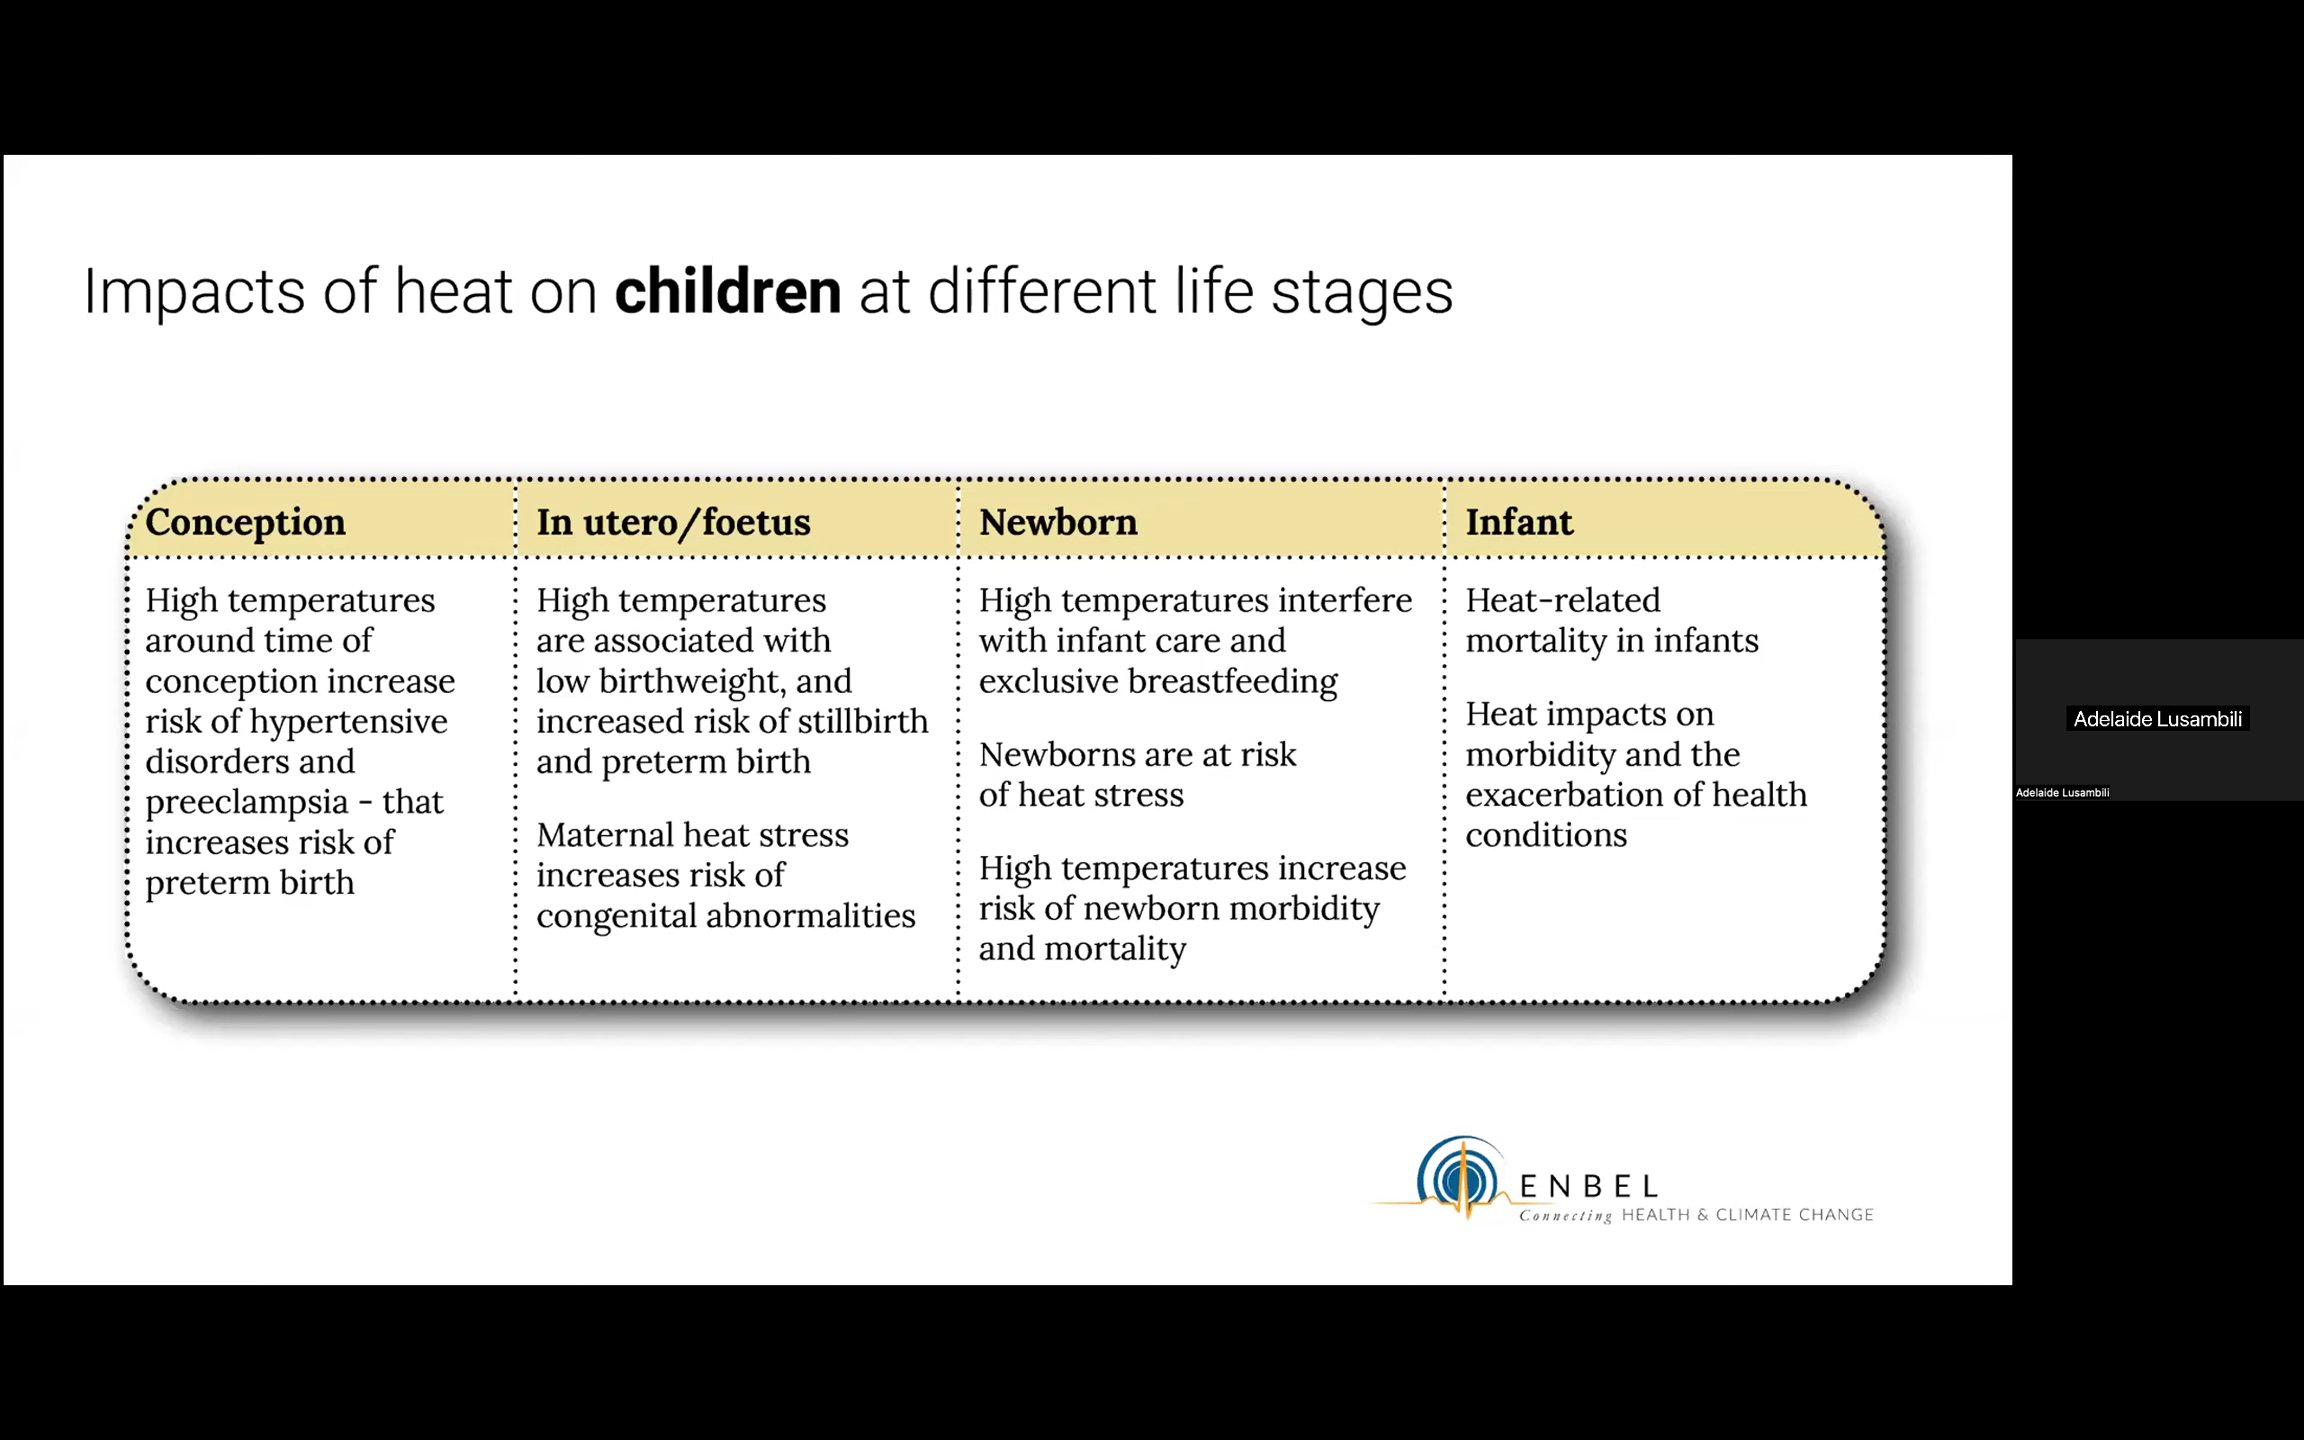 Impacts of heat on children at different life stages
Conception
High temperatures
around time of
conception increase
risk of hypertensive
disorders and
preeclampsia - that
increases risk of
preterm birth
In utero/foetus
High temperatures
are associated with
low birthweight, and
increased risk of stillbirth
and preterm birth
Maternal heat stress
increases risk of
congenital abnormalities
Newborn
High temperatures interfere
with infant care and
exclusive breastfeeding
Newborns are at risk
of heat stress
High temperatures increase
risk of newborn morbidity
and mortality
Infant
Heat-related
mortality in infants
Heat impacts on
morbidity and the
exacerbation of health
conditions
ENBEL
Connecting HEALTH & CLIMATE CHANGE
Adelaide Lusambili
Adelaide Lusambili